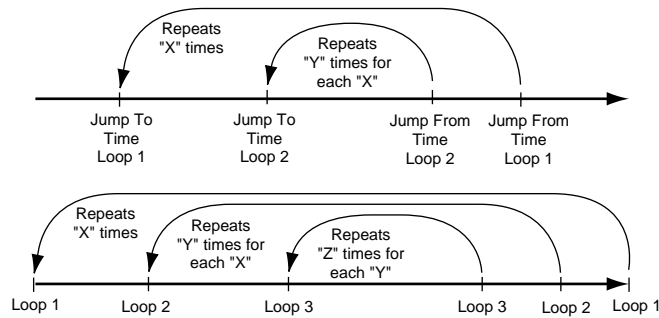 Repeats
"X" times
Repeats
"Y" times for
each "X"
Jump To
Time
Loop 1
Jump To
Time
Loop 2
Jump From
Time
Loop 2
Jump From
Time
Loop 1
Repeats
"X" times
Repeats
"Y" times for
each "X"
Repeats
"Z" times for
each "Y"
Loop 1
Loop 2
Loop 3
Loop 3
Loop 2
Loop 1